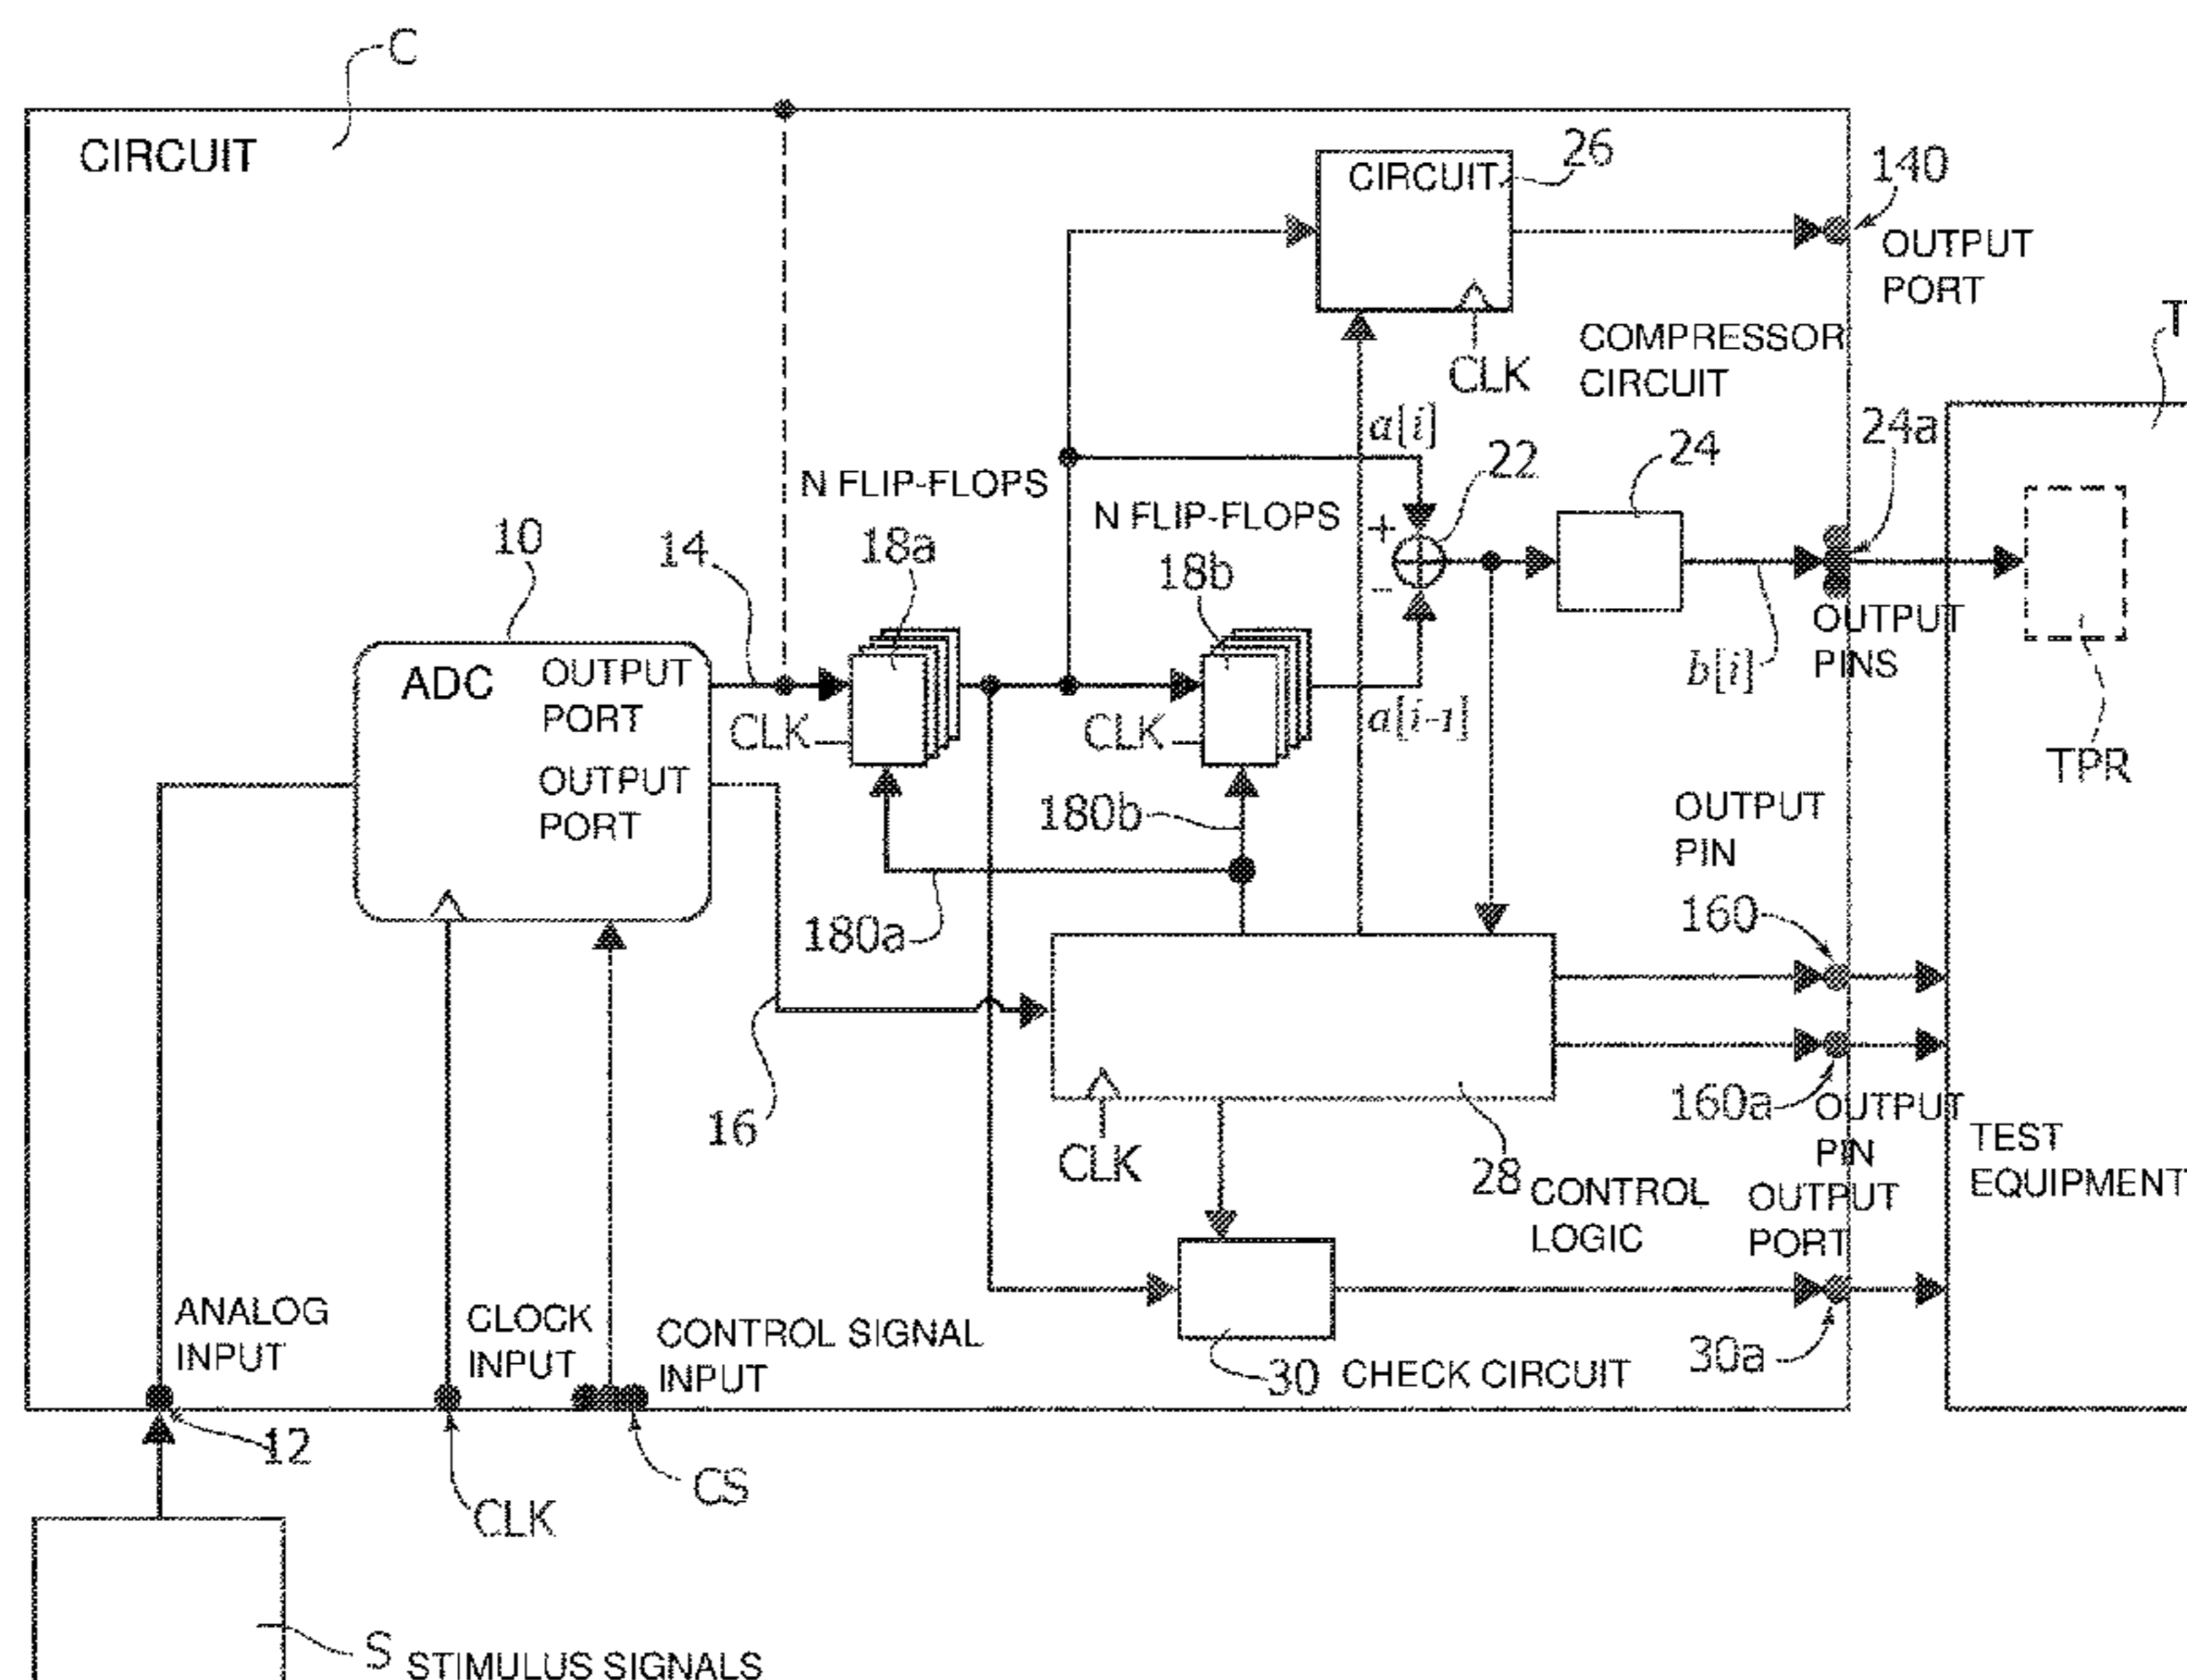 C
CIRCUIT
CIRCUIT
26
140
OUTPUT
PORT
T
COMPRESSOR
CIRCUIT
CLK
a[i]
22
24
24a
N FLIP-FLOPS
N FLIP-FLOPS
10
14
18a
18b
+
−
OUTPUT
PINS
b[i]
ADC
OUTPUT
PORT
CLK
CLK
a[i-1]
TPR
OUTPUT
PORT
180b
OUTPUT
PIN
180a
160
16
160a
OUTPUT
PIN
TEST
EQUIPMENT
CLK
28
CONTROL
LOGIC
OUTPUT
PORT
ANALOG
INPUT
CLOCK
INPUT
CONTROL SIGNAL
INPUT
30
CHECK CIRCUIT
30a
12
CLK
CS
S
STIMULUS SIGNALS